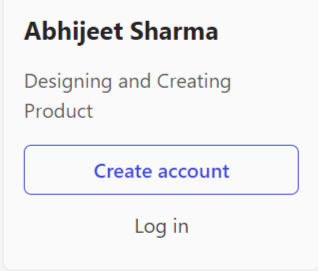 Abhijeet Sharma
Designing and Creating
Product
Create account
Log in